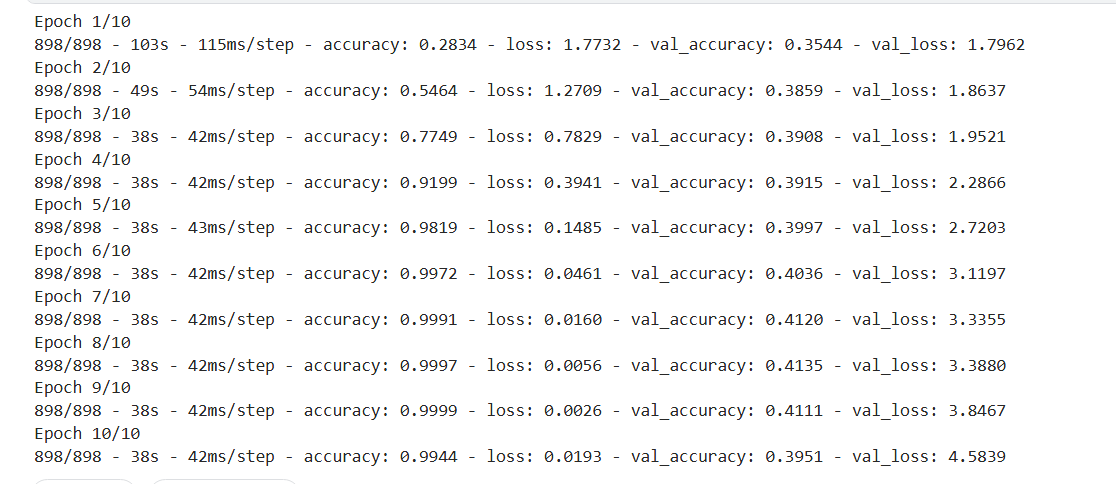 Epoch 1/10
898/898 - 103s - 115ms/step - accuracy: 0.2834 - loss: 1.7732 - val_accuracy: 0.3544 - val_loss: 1.7962
Epoch 2/10
898/898 - 49s - 54ms/step - accuracy: 0.5464 - loss: 1.2709 - val_accuracy: 0.3859 - val_loss: 1.8637
Epoch 3/10
898/898 - 38s - 42ms/step - accuracy: 0.7749 - loss: 0.7829 - val_accuracy: 0.3908 - val_loss: 1.9521
Epoch 4/10
898/898 - 38s - 42ms/step - accuracy: 0.9199 - loss: 0.3941 - val_accuracy: 0.3915 - val_loss: 2.2866
Epoch 5/10
898/898 - 38s - 43ms/step - accuracy: 0.9819 - loss: 0.1485 - val_accuracy: 0.3997 - val_loss: 2.7203
Epoch 6/10
898/898 - 38s - 42ms/step - accuracy: 0.9972 - loss: 0.0461 - val_accuracy: 0.4036 - val_loss: 3.1197
Epoch 7/10
898/898 - 38s - 42ms/step - accuracy: 0.9991 - loss: 0.0160 - val_accuracy: 0.4120 - val_loss: 3.3355
Epoch 8/10
898/898 - 38s - 42ms/step - accuracy: 0.9997 - loss: 0.0056 - val_accuracy: 0.4135 - val_loss: 3.3880
Epoch 9/10
898/898 - 38s - 42ms/step - accuracy: 0.9999 - loss: 0.0026 - val_accuracy: 0.4111 - val_loss: 3.8467
Epoch 10/10
898/898 - 38s - 42ms/step - accuracy: 0.9944 - loss: 0.0193 - val_accuracy: 0.3951 - val_loss: 4.5839